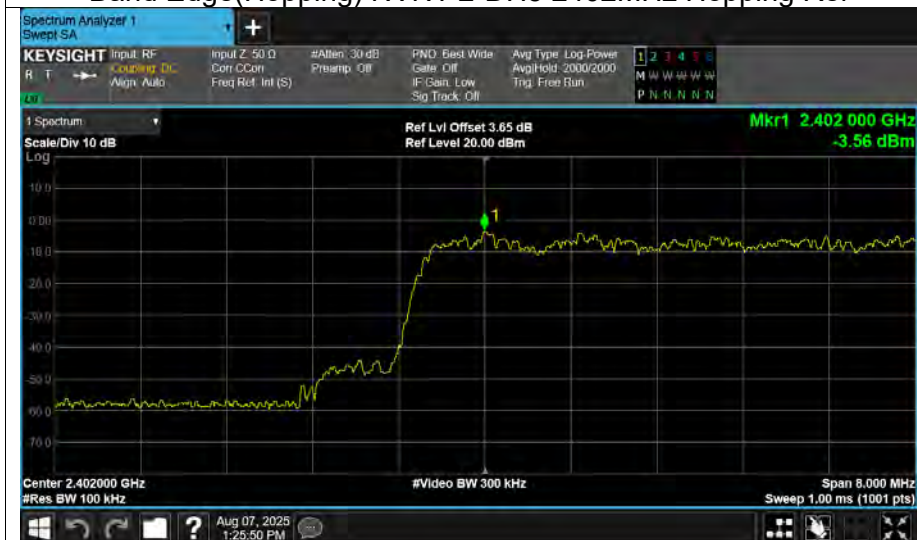 Spectrum Analyzer 1
Swept SA
+
KEYSIGHT
R T
Input: RF
Coupling: DC
Align: Auto
Input Z: 50 Ω
Corr CCorr
Freq Ref: Int (S)
#Atten: 30 dB
Preamp: Off
PNO: Best Wide
Gate: Off
IF Gain: Low
Sig Track: Off
Avg Type: Log-Power
Avg|Hold: 2000/2000
Trig: Free Run
1 2 3 4 5 6
M W W W W W
P N N N N N
1 Spectrum
Scale/Div 10 dB
Ref Lvl Offset 3.65 dB
Ref Level 20.00 dBm
Mkr1 2.402 000 GHz
-3.56 dBm
Log
10.0
0.00
-10.0
-20.0
-30.0
-40.0
-50.0
-60.0
-70.0
1
Center 2.402000 GHz
#Res BW 100 kHz
#Video BW 300 kHz
Span 8.000 MHz
Sweep 1.00 ms (1001 pts)
?
Aug 07, 2025
1:25:50 PM